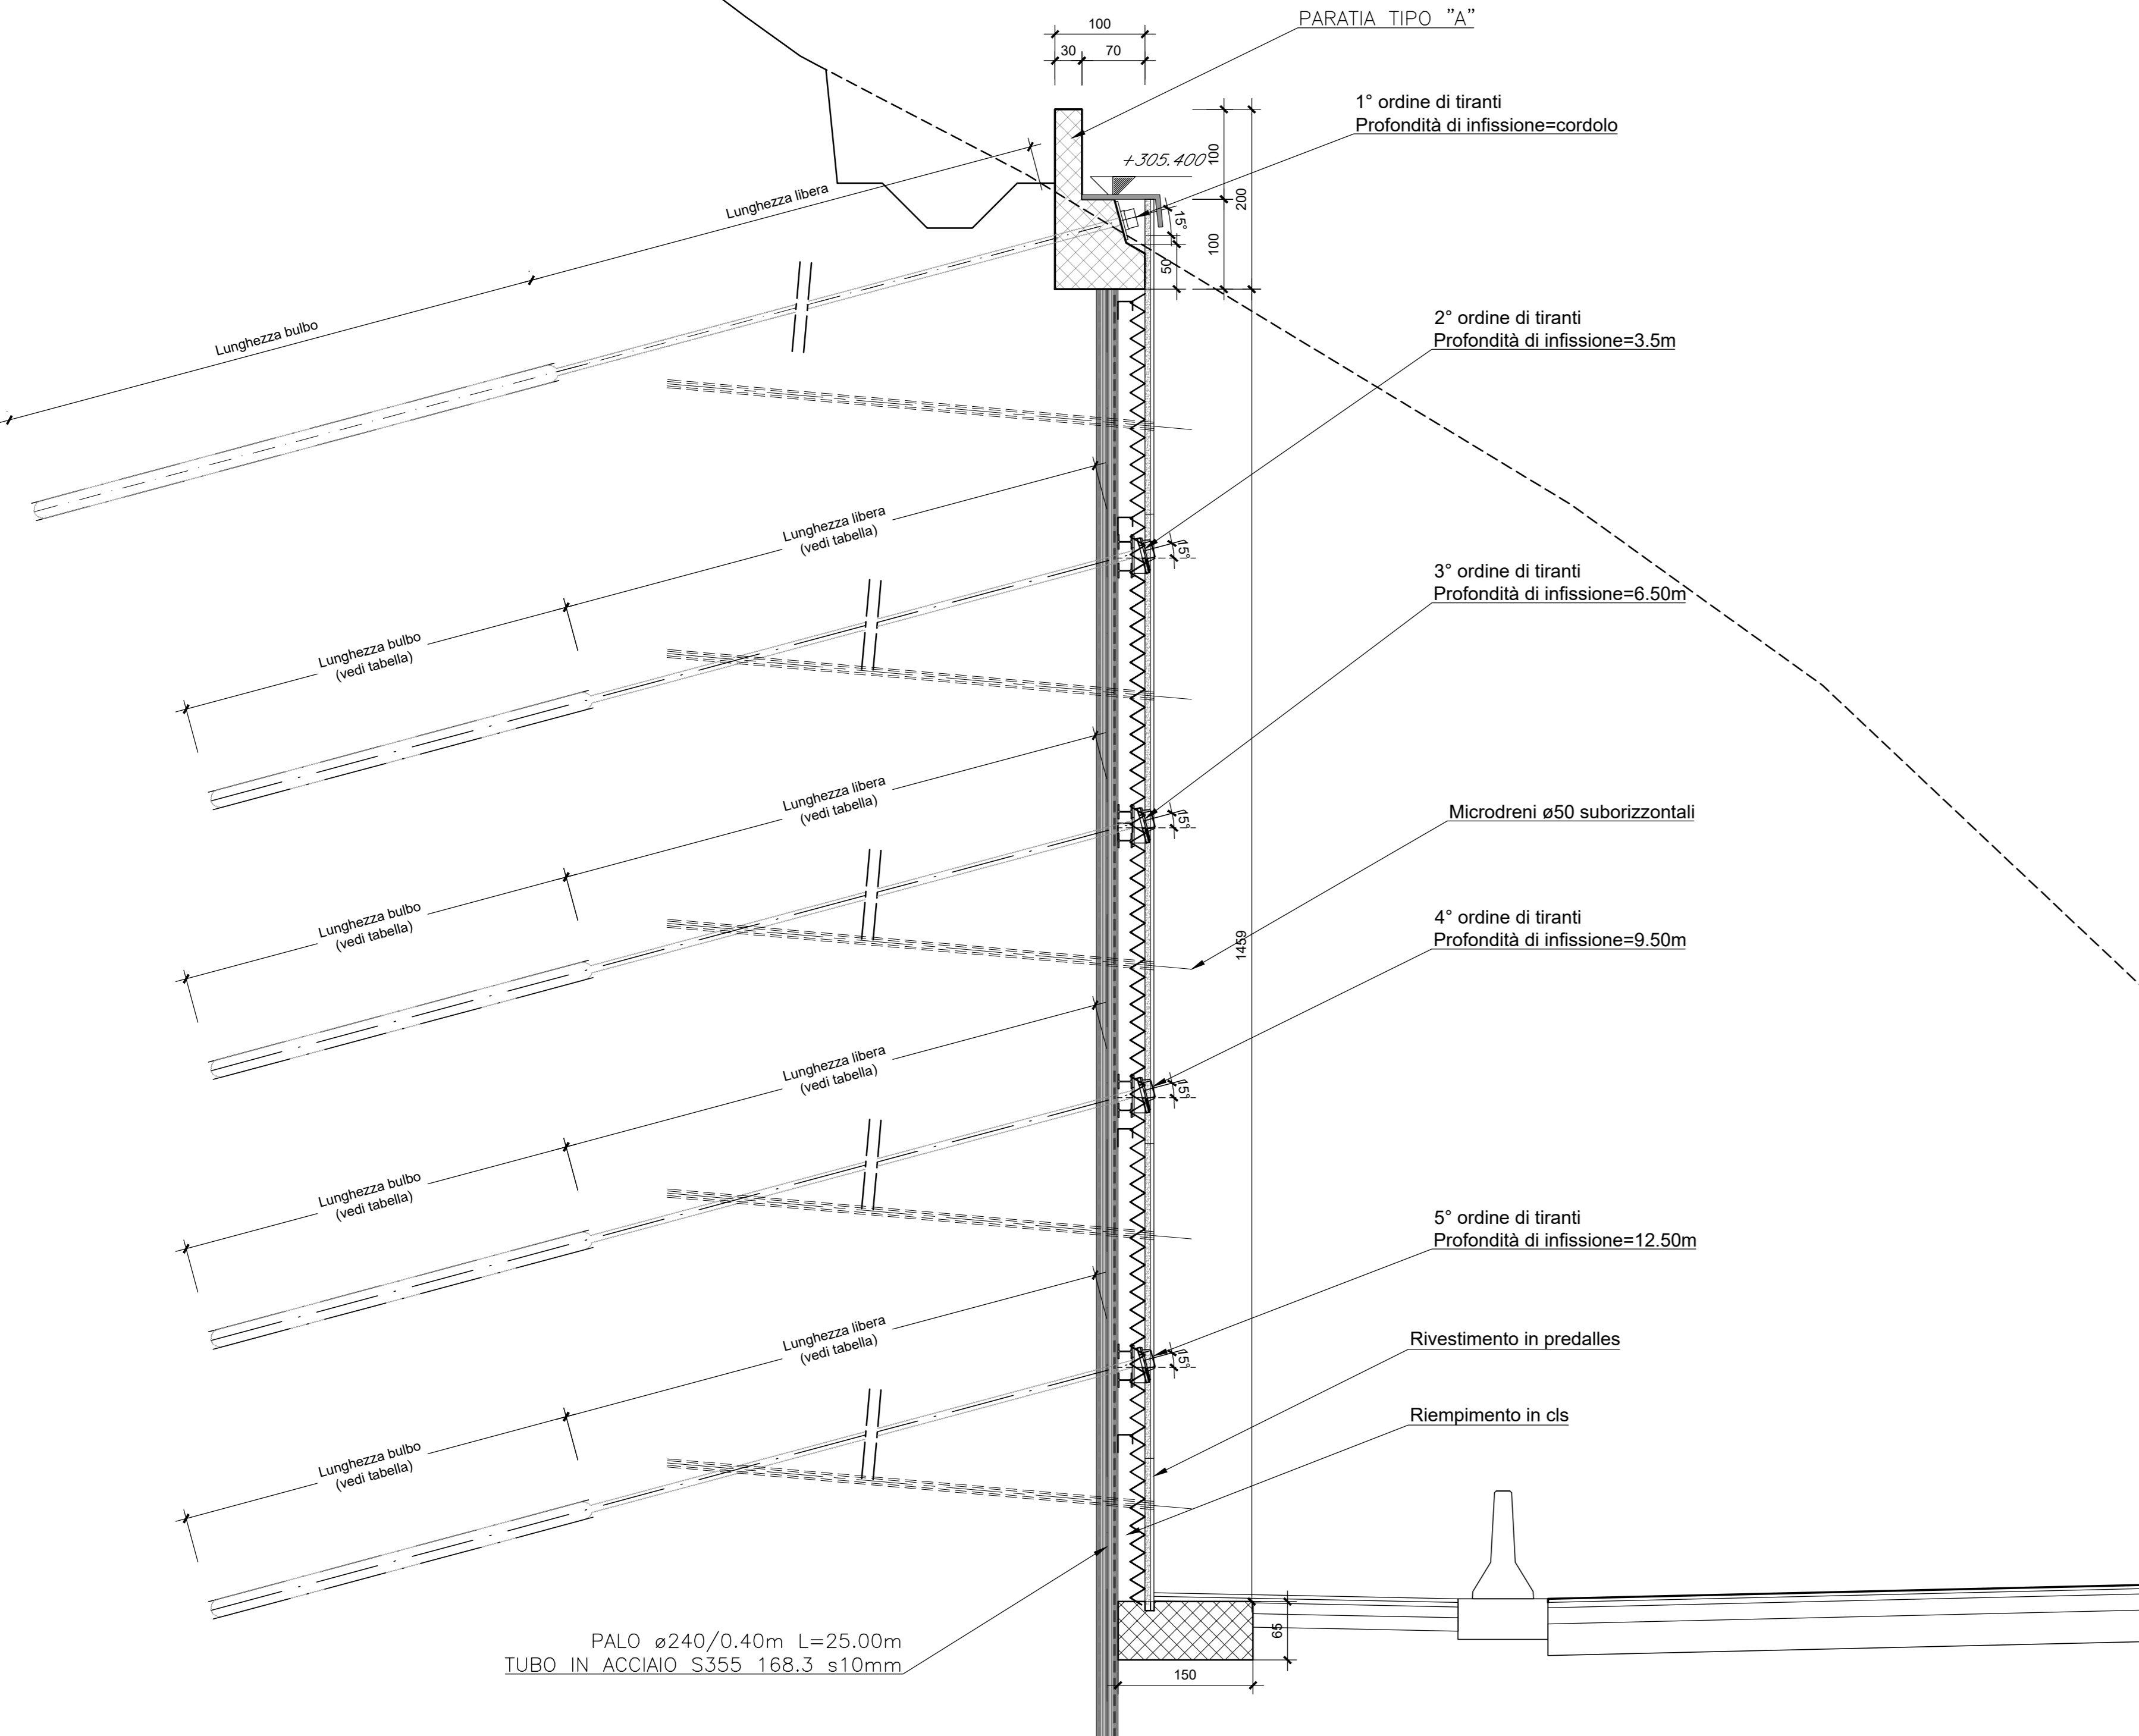 PARATIA TIPO "A"
100
30
70
1° ordine di tiranti
Profondità di infissione=cordolo
+305.400
100
200
15°
100
50
Lunghezza libera
Lunghezza bulbo
2° ordine di tiranti
Profondità di infissione=3.5m
Lunghezza libera
(vedi tabella)
15°
Lunghezza bulbo
(vedi tabella)
3° ordine di tiranti
Profondità di infissione=6.50m
Lunghezza libera
(vedi tabella)
15°
Microdreni ø50 suborizzontali
Lunghezza bulbo
(vedi tabella)
4° ordine di tiranti
Profondità di infissione=9.50m
1459
Lunghezza libera
(vedi tabella)
15°
Lunghezza bulbo
(vedi tabella)
5° ordine di tiranti
Profondità di infissione=12.50m
Lunghezza libera
(vedi tabella)
15°
Rivestimento in predalles
Riempimento in cls
Lunghezza bulbo
(vedi tabella)
PALO ø240/0.40m L=25.00m
TUBO IN ACCIAIO S355 168.3 s10mm
65
150